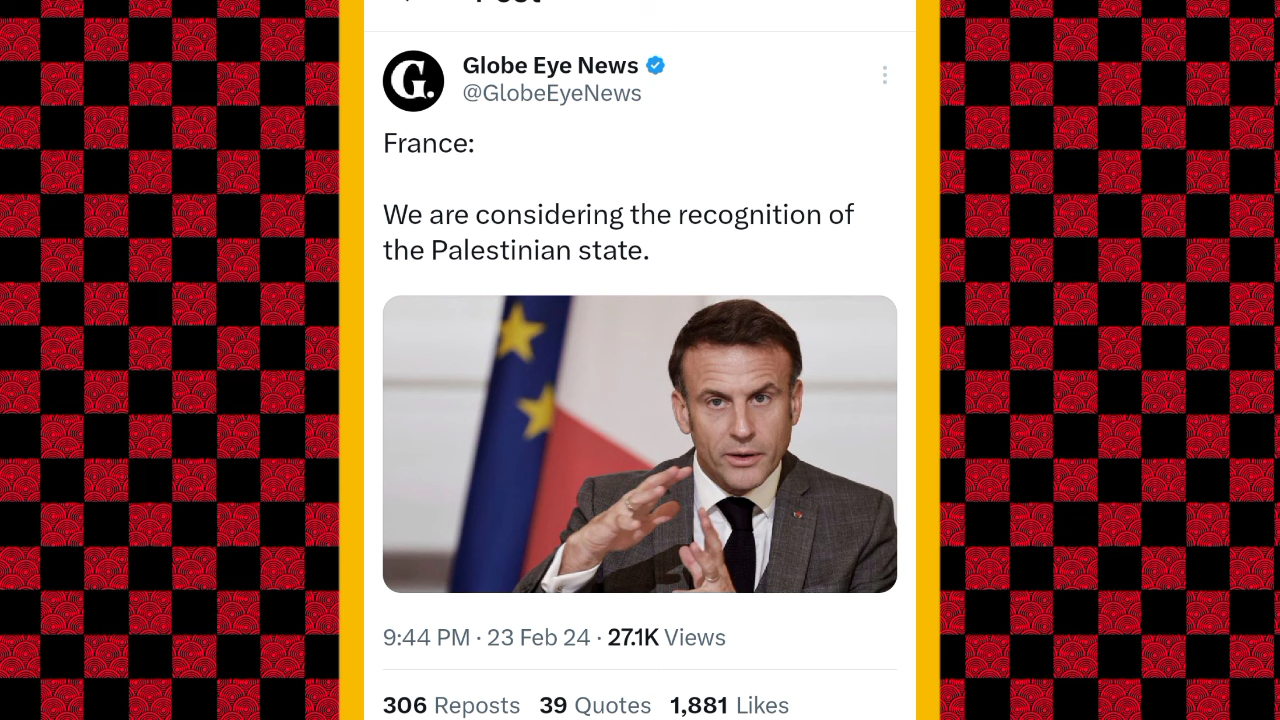 G.
Globe Eye News
@GlobeEyeNews
France:
We are considering the recognition of
the Palestinian state.
9:44 PM · 23 Feb 24 · 27.1K Views
306 Reposts 39 Quotes 1,881 Likes